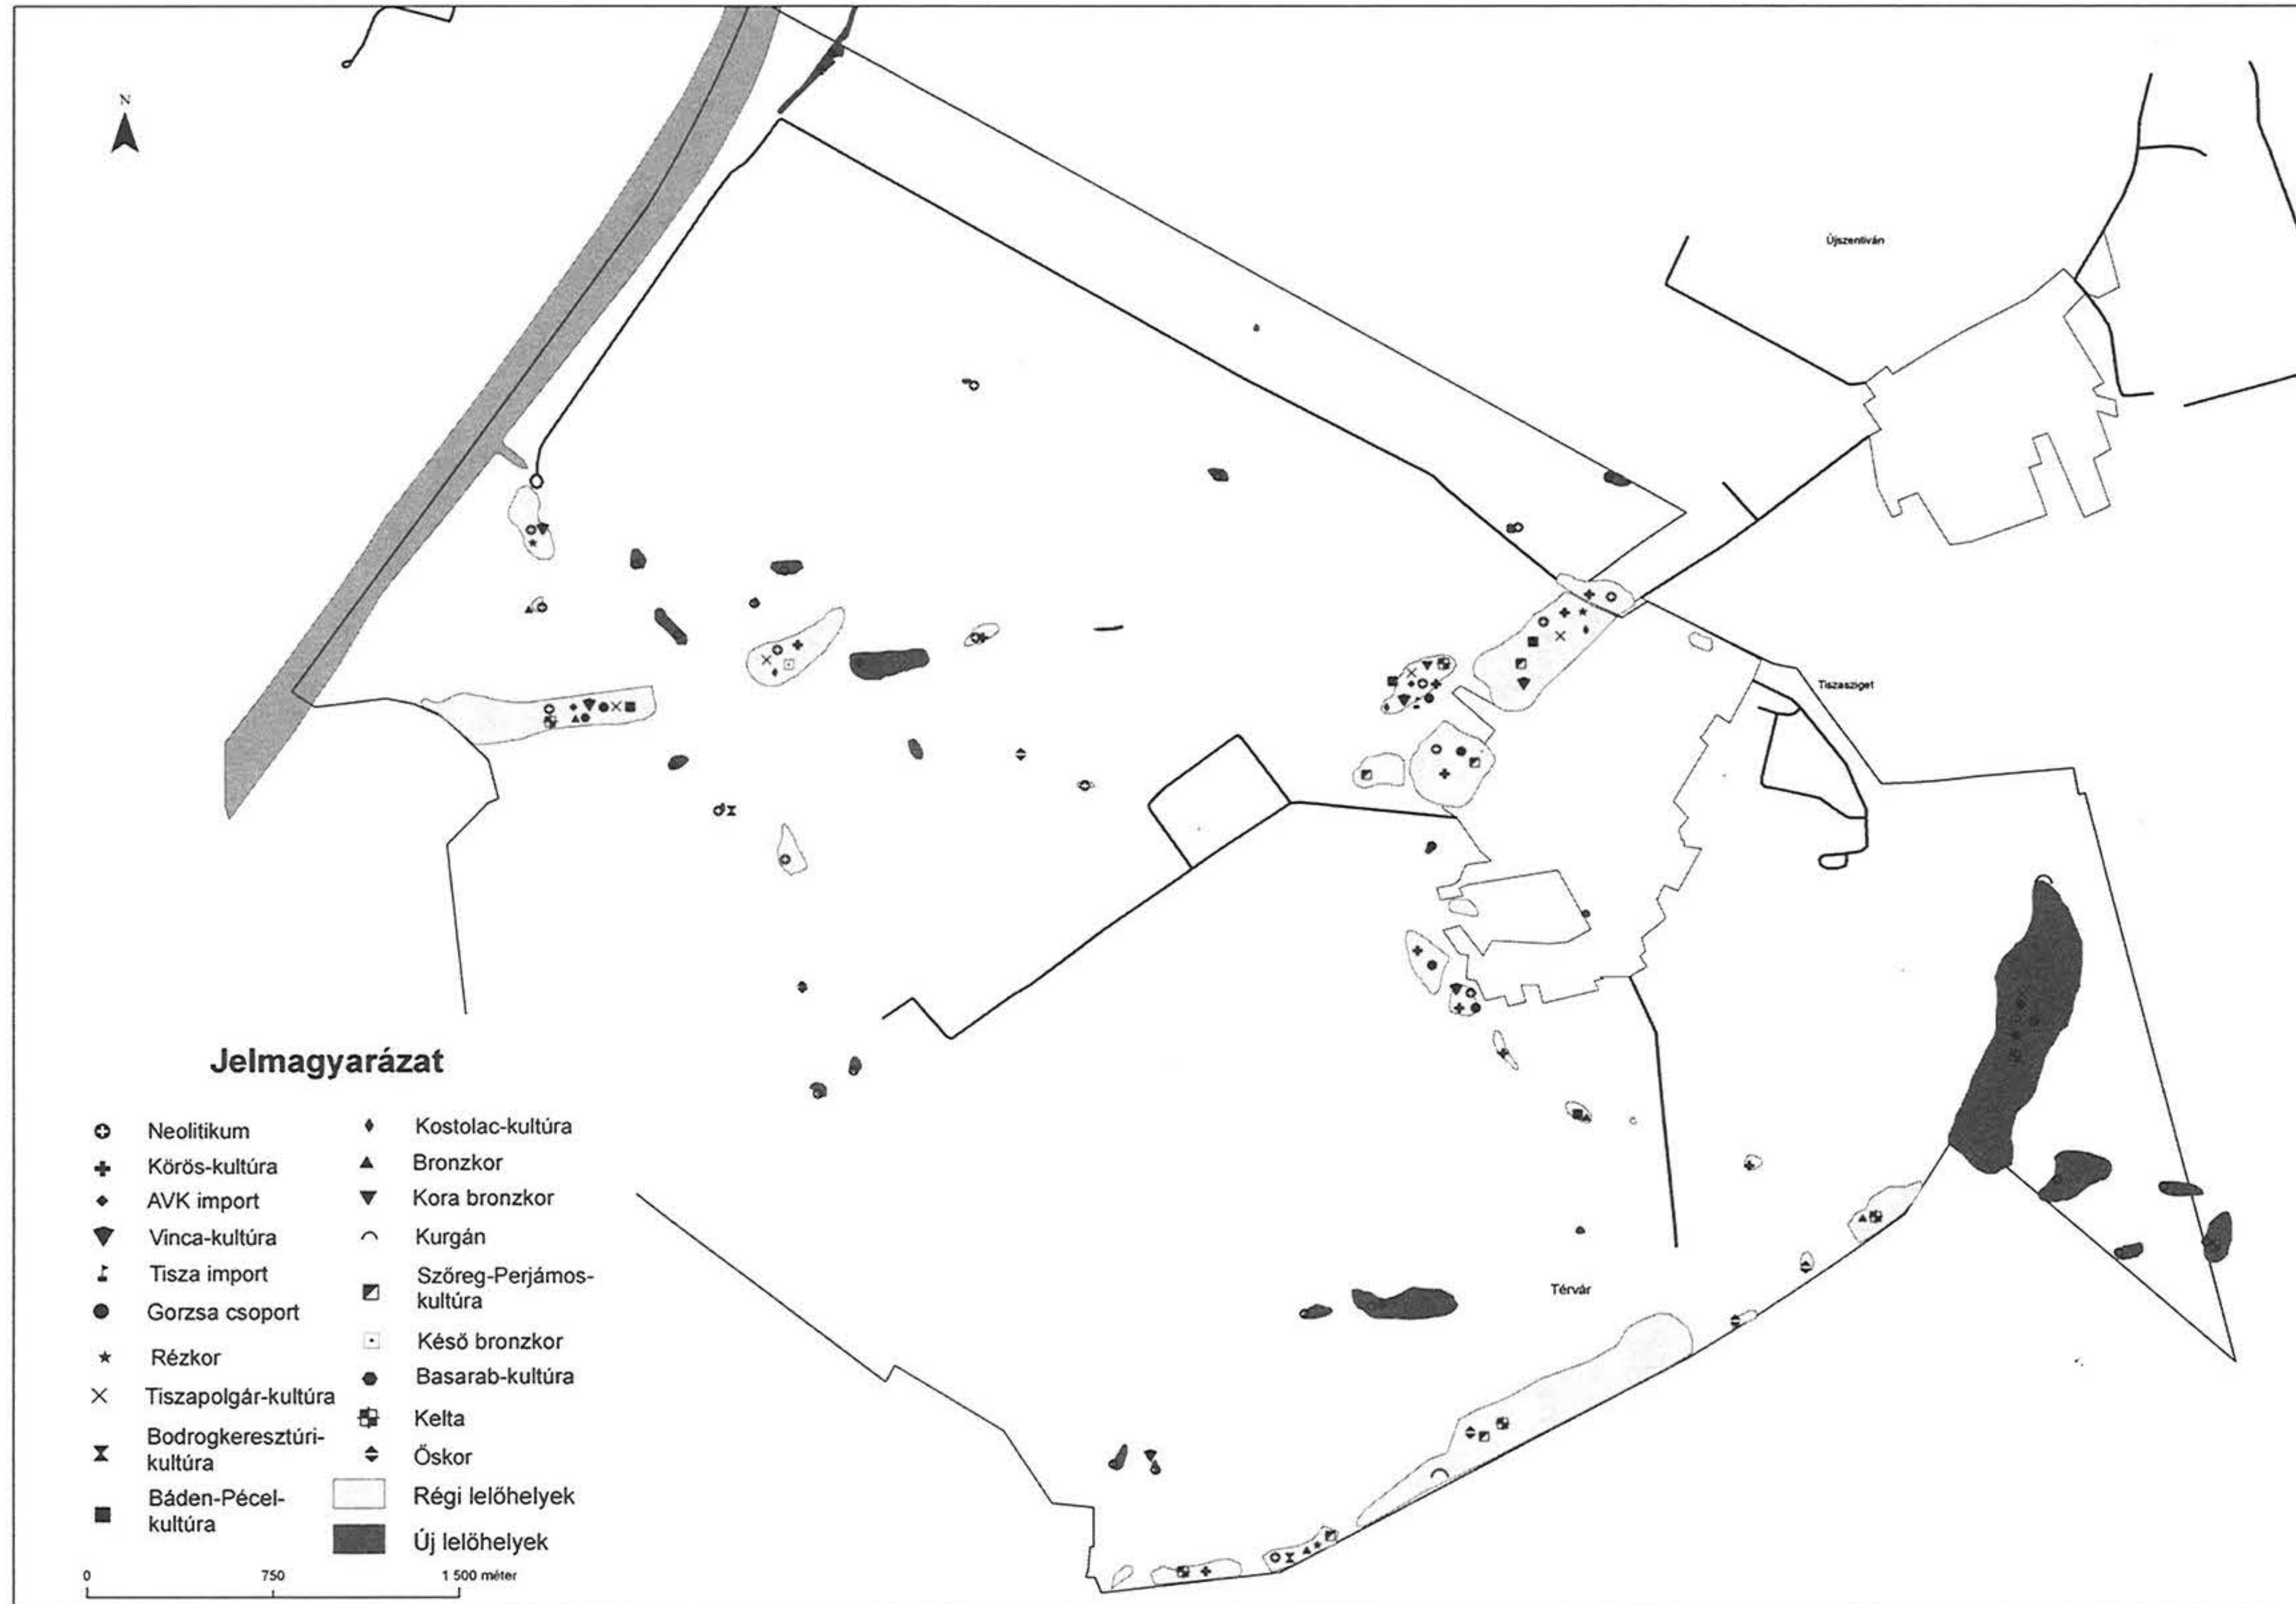 N
Újszentiván
Tiszasziget
Térvár
Jelmagyarázat
Neolitikum
Körös-kultúra
AVK import
Vinca-kultúra
Tisza import
Gorzsa csoport
Rézkor
Tiszapolgár-kultúra
Bodrogkeresztúri-
kultúra
Báden-Pécel-
kultúra
Kostolac-kultúra
Bronzkor
Kora bronzkor
Kurgán
Szőreg-Perjámos-
kultúra
Késő bronzkor
Basarab-kultúra
Kelta
Őskor
Régi lelőhelyek
Új lelőhelyek
0 750 1 500 méter